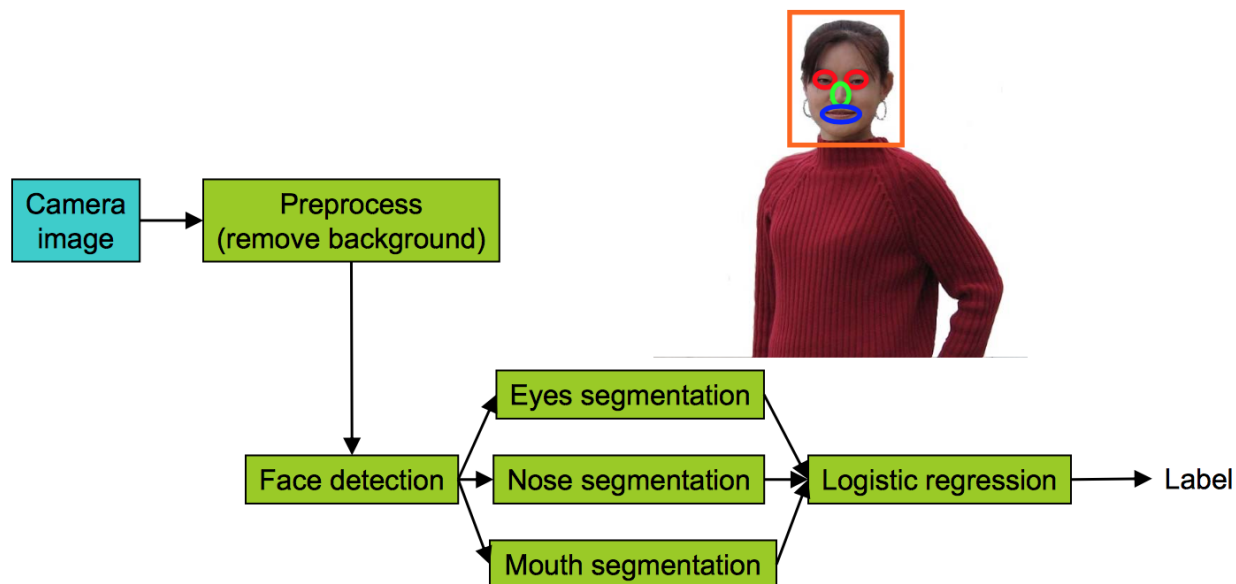 Camera
image
Preprocess
(remove background)
Eyes segmentation
Face detection
Nose segmentation
Logistic regression
Label
Mouth segmentation